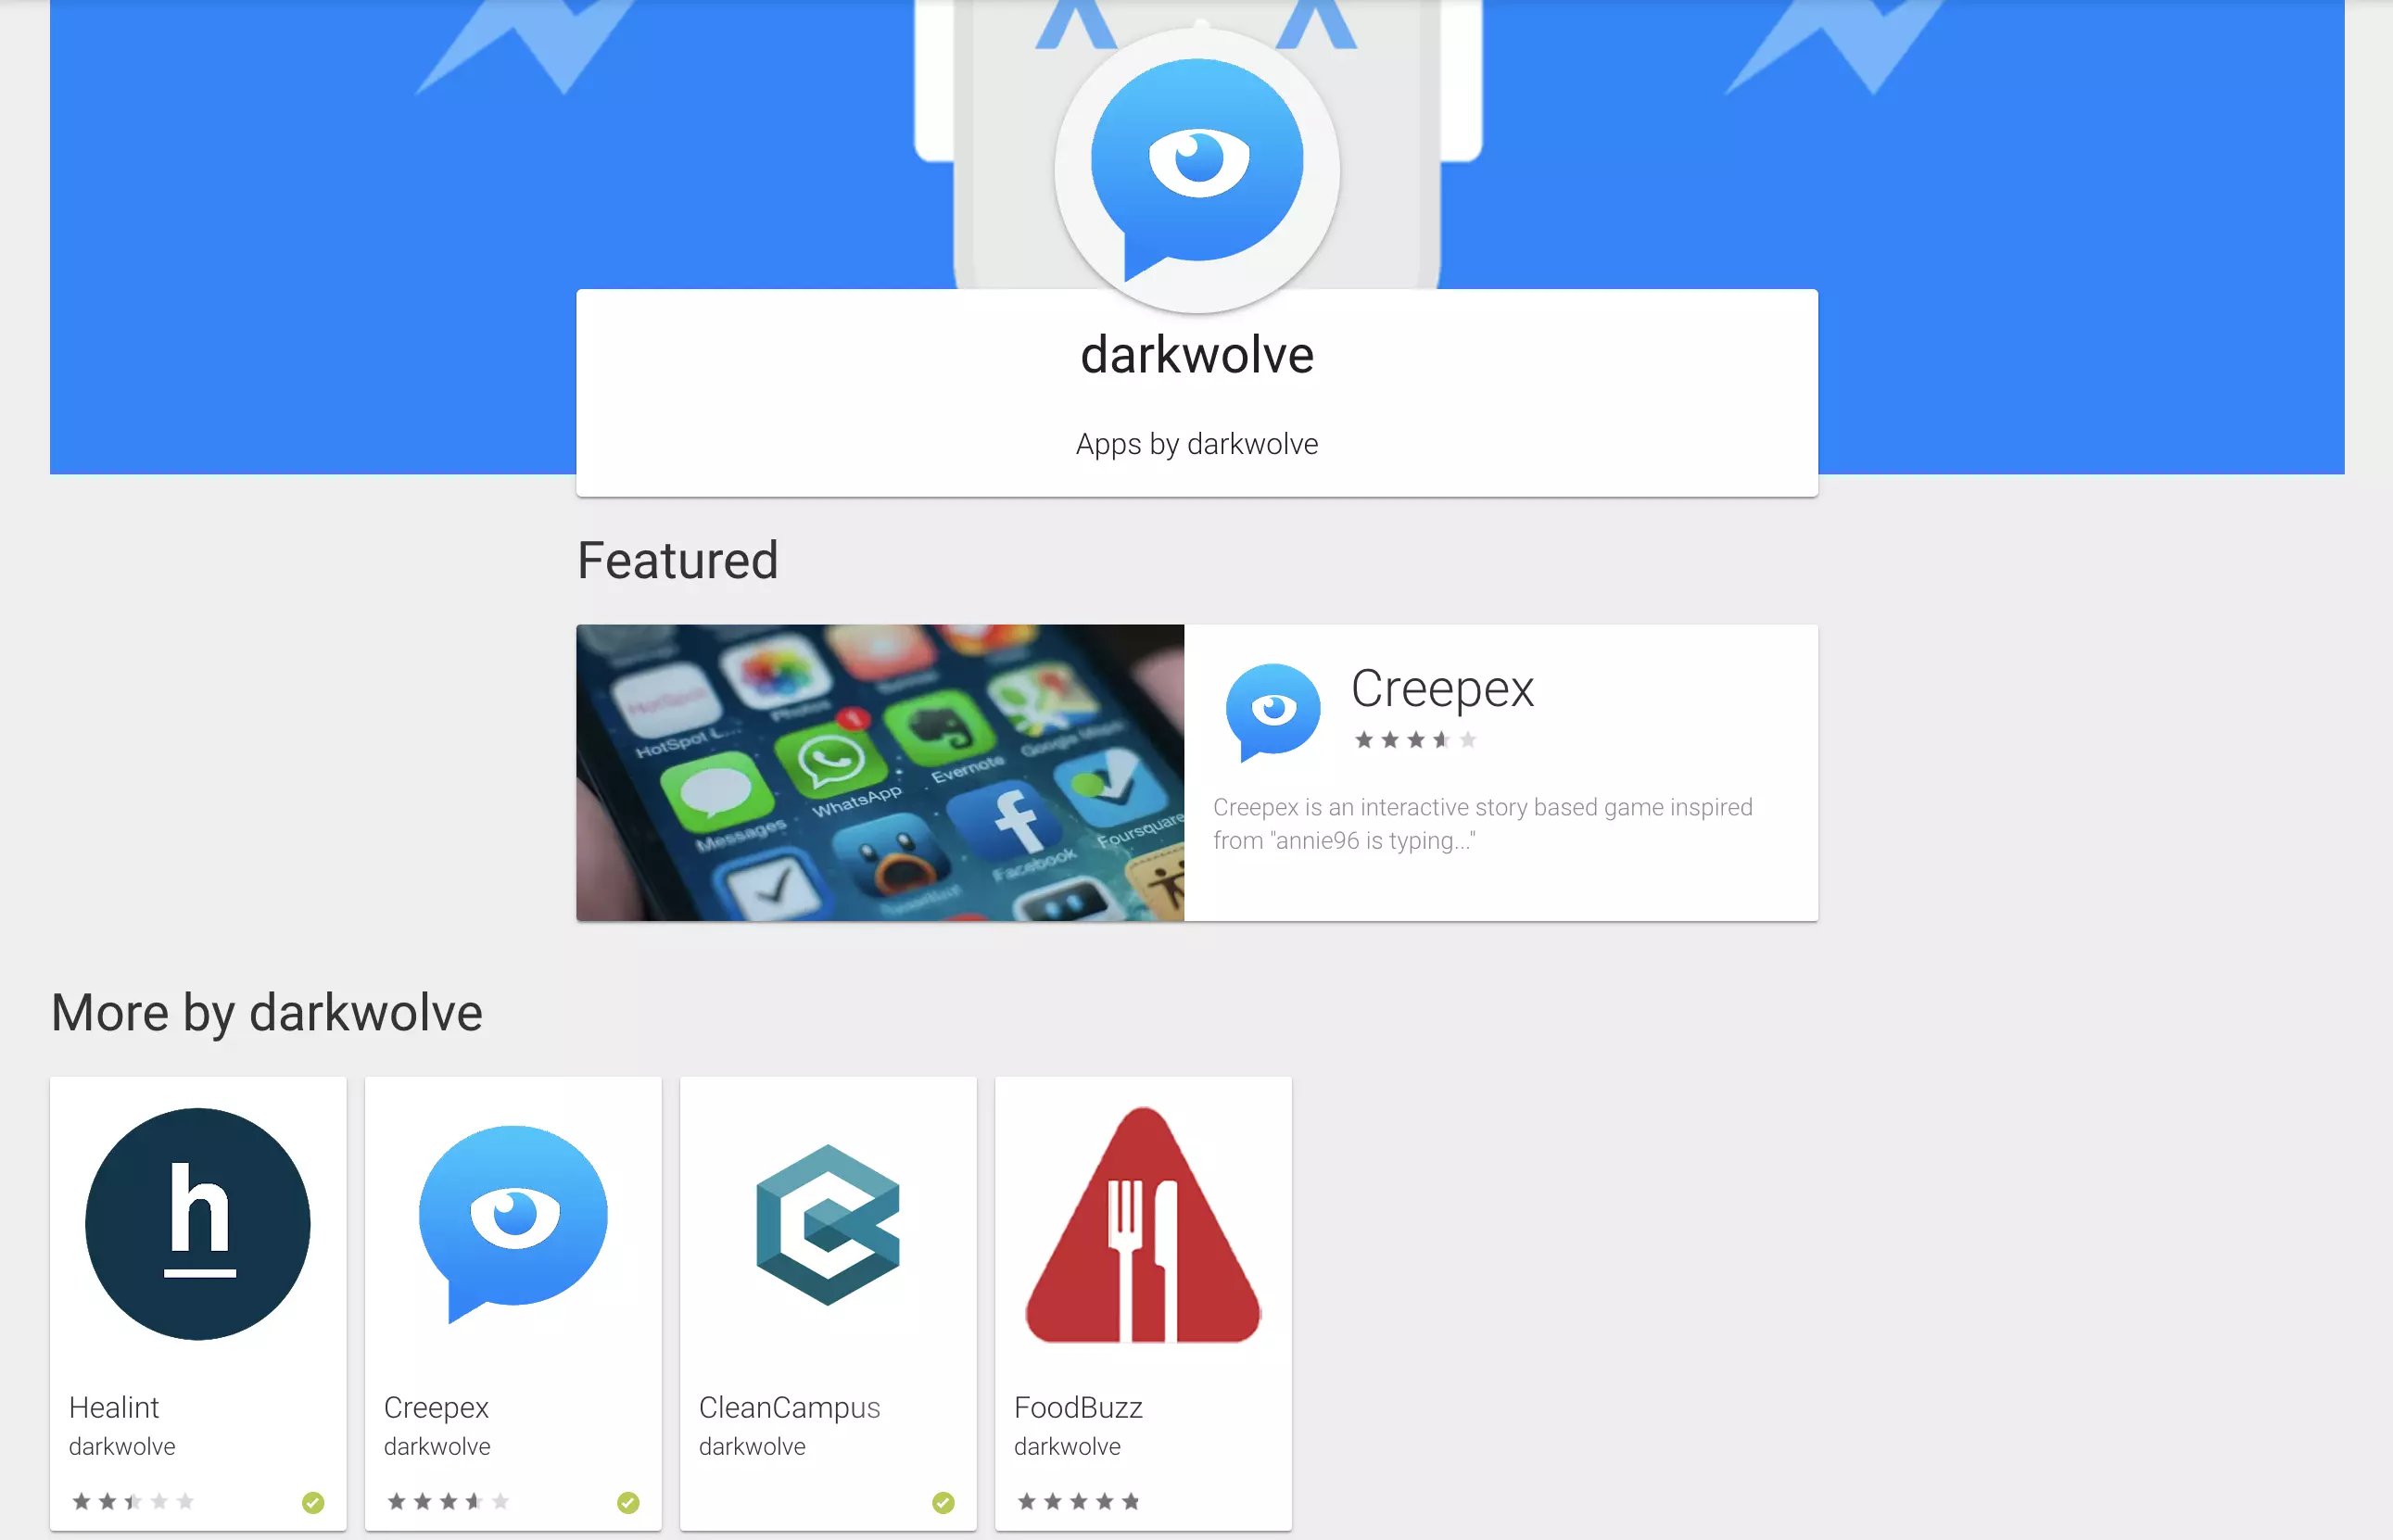 darkwolve
Apps by darkwolve
Featured
HotSpot L...
Photos
Google Maps
Messages
WhatsApp
1
Evernote
Facebook
Foursquare
Creepex
Creepex is an interactive story based game inspired
from "annie96 is typing..."
More by darkwolve
h
Healint
darkwolve
Creepex
darkwolve
CleanCampus
darkwolve
FoodBuzz
darkwolve